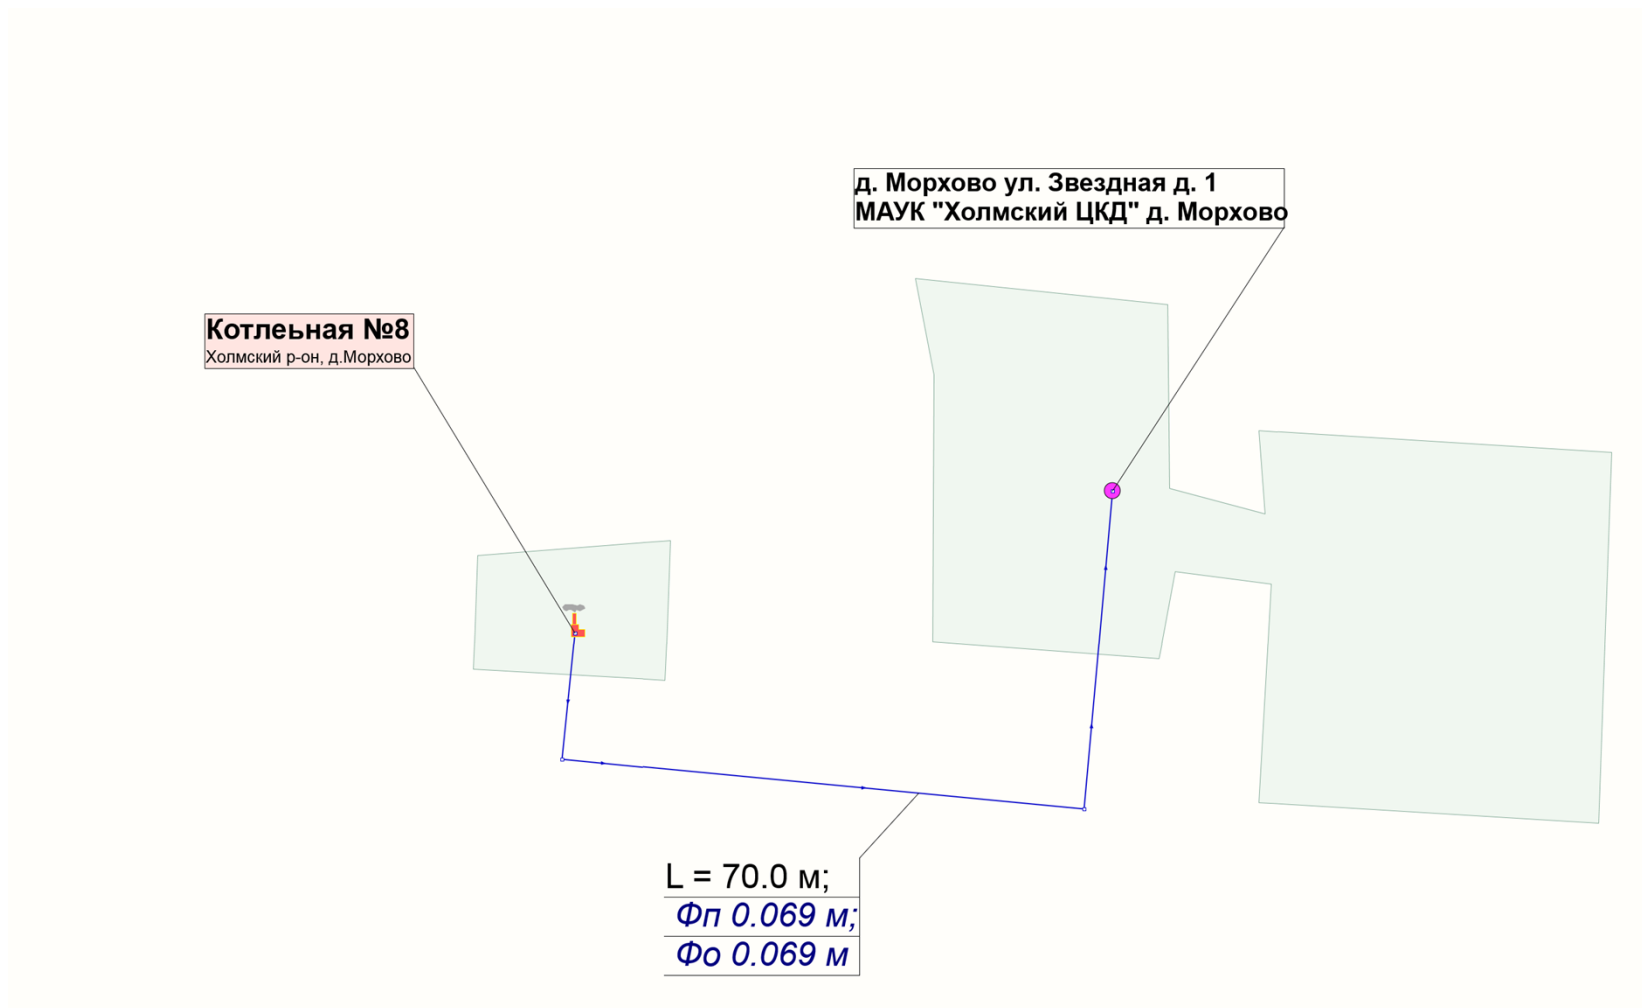 д. Морхово ул. Звездная д. 1
МАУК "Холмский ЦКД" д. Морхово
Котлеьная №8
Холмский р-он, д.Морхово
L = 70.0 м;
Фп 0.069 м;
Фо 0.069 м